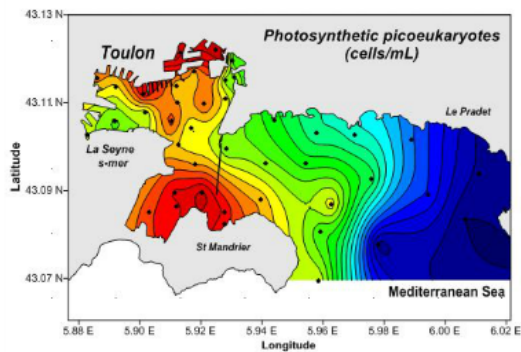 43.13 N
Toulon
Photosynthetic picoeukaryotes
(cells/mL)
43.11 N
Le Pradet
La Seyne
s-mer
Latitude
43.09 N
St Mandrier
43.07 N
Mediterranean Sea
5.88 E 5.90 E 5.92 E 5.94 E 5.96 E 5.98 E 6.00 E 6.02 E
Longitude